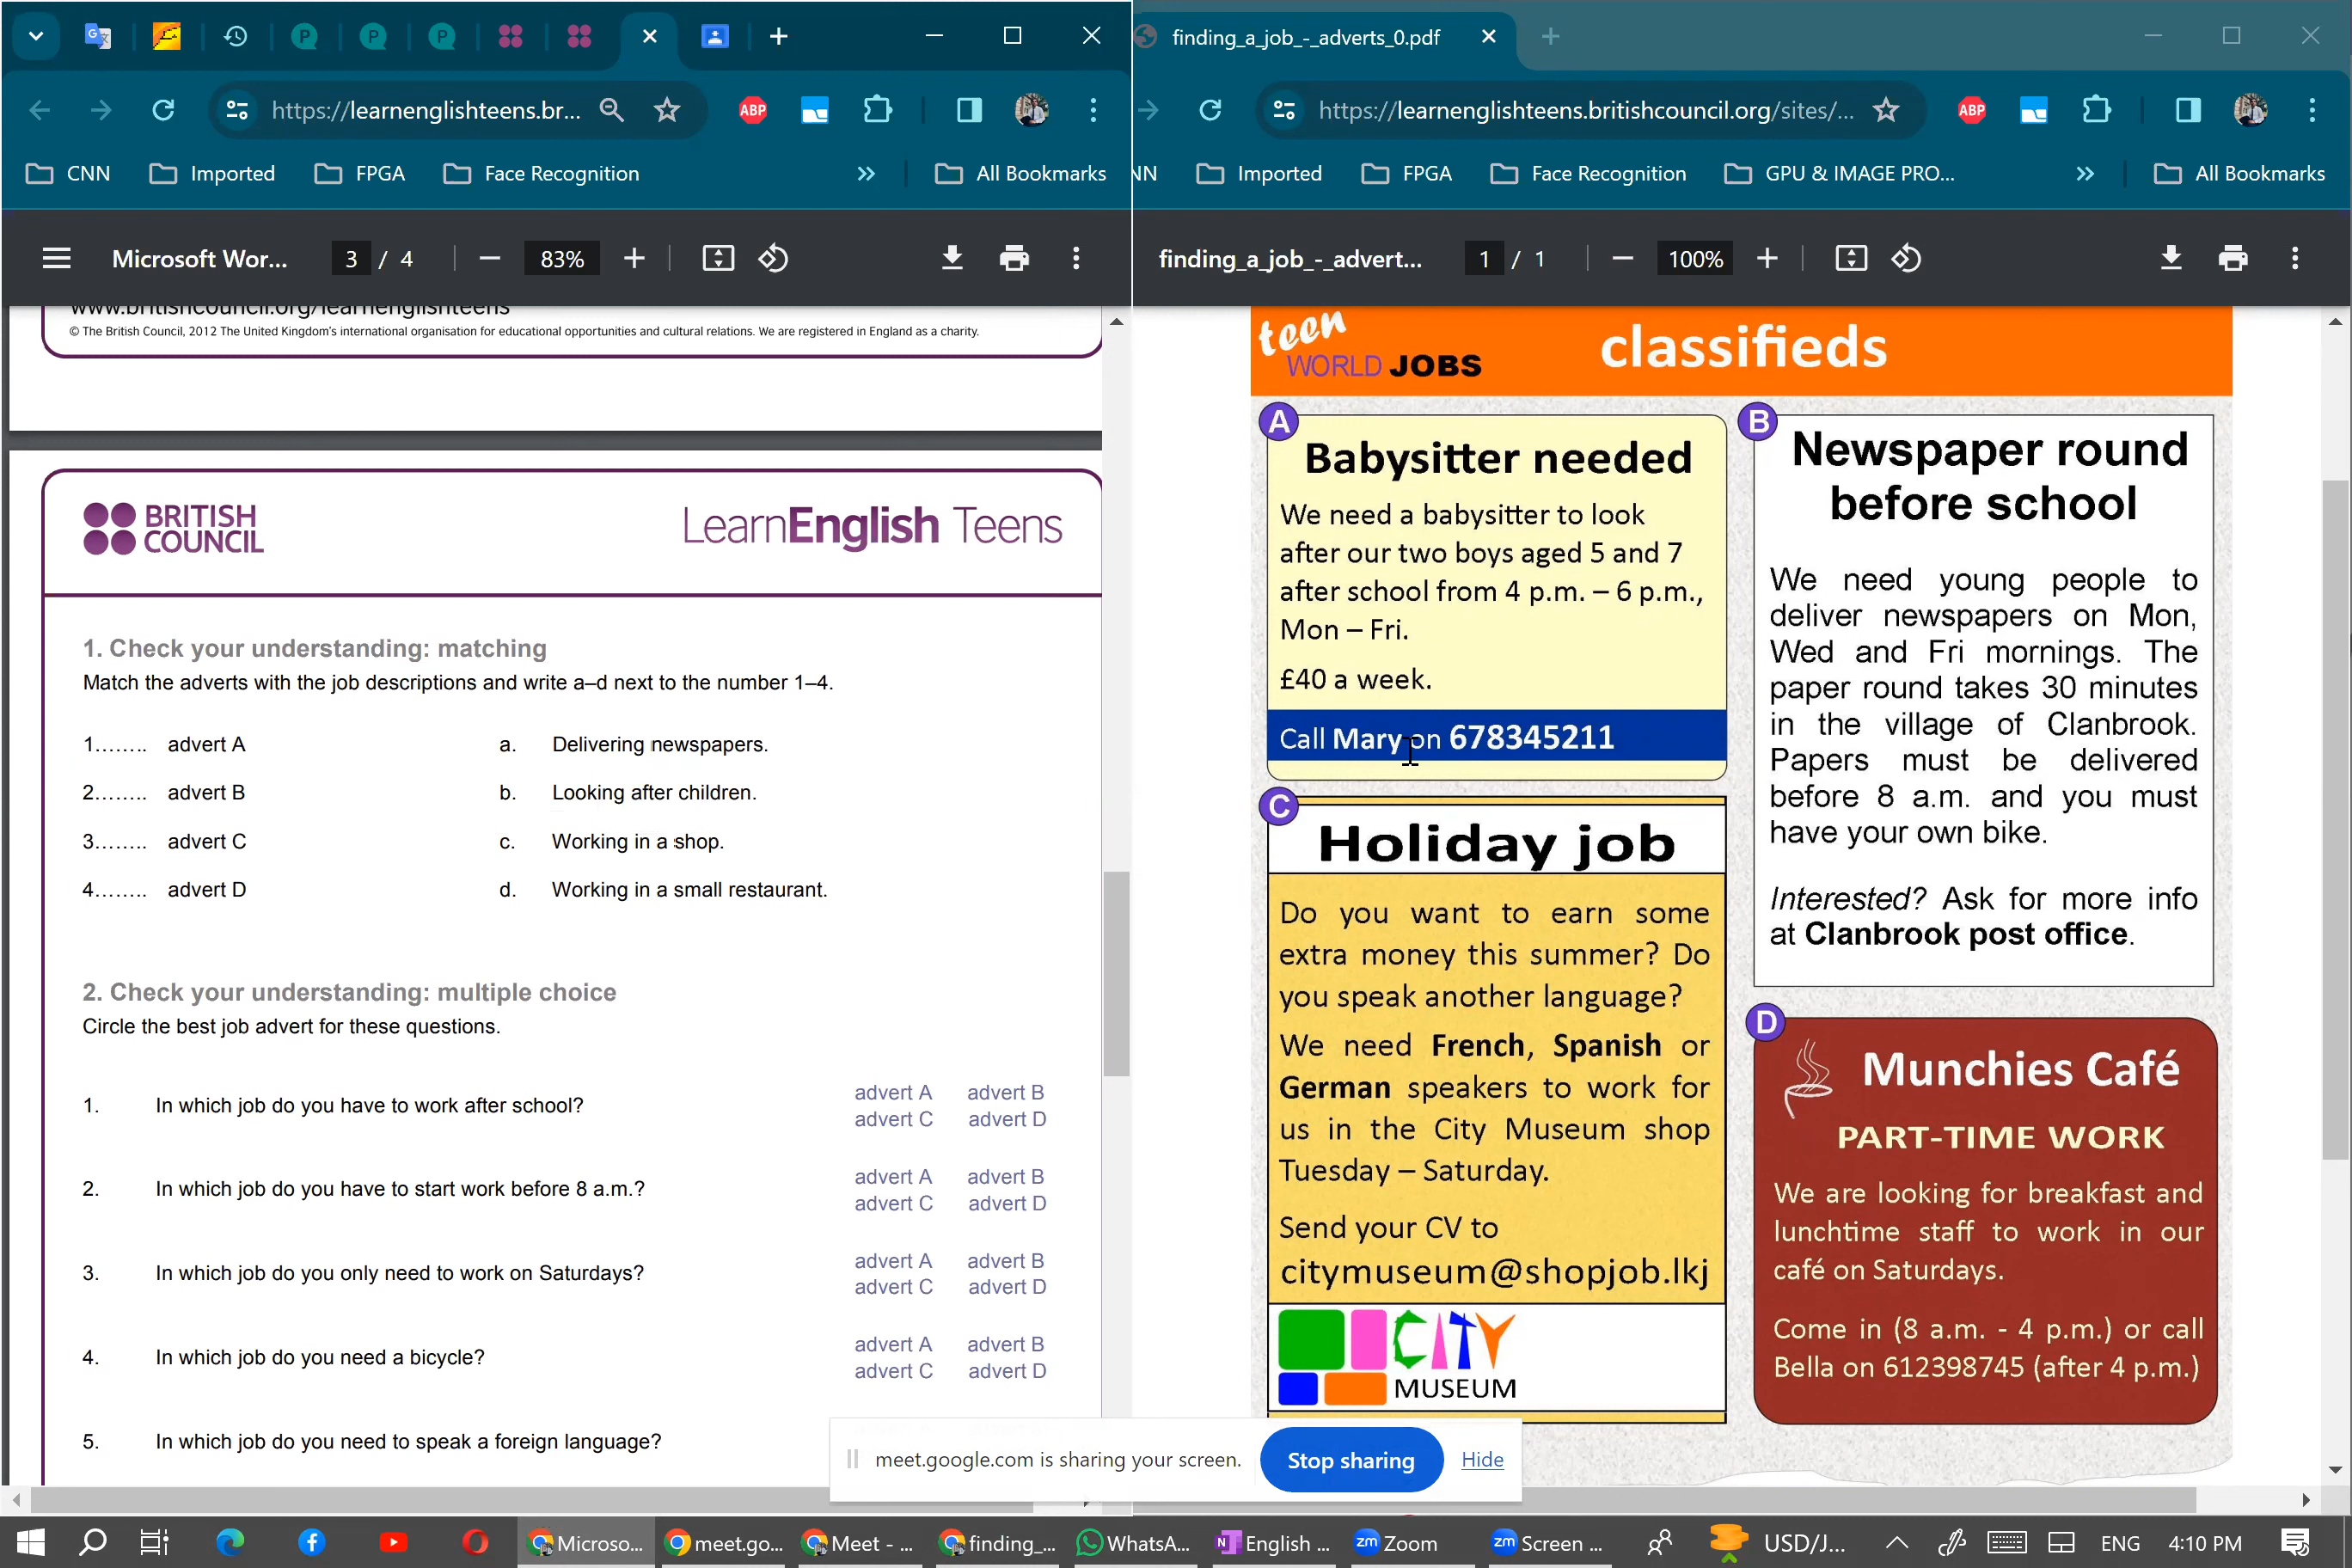 finding_a_job_-_adverts_0.pdf
https://learnenglishteens.br...
https://learnenglishteens.britishcouncil.org/sites/...
ABP
ABP
CNN
Imported
FPGA
Face Recognition
All Bookmarks
NN
Imported
FPGA
Face Recognition
GPU & IMAGE PRO...
All Bookmarks
Microsoft Wor...
3 / 4
83%
finding_a_job_-_advert...
1 / 1
100%
www.britishcouncil.org/learnenglishteens
© The British Council, 2012 The United Kingdom's international organisation for educational opportunities and cultural relations. We are registered in England as a charity.
BRITISH
COUNCIL
LearnEnglish Teens
1. Check your understanding: matching
Match the adverts with the job descriptions and write a–d next to the number 1–4.
1........ advert A a. Delivering newspapers.
2........ advert B b. Looking after children.
3........ advert C c. Working in a shop.
4........ advert D d. Working in a small restaurant.
2. Check your understanding: multiple choice
Circle the best job advert for these questions.
1. In which job do you have to work after school?
advert A advert B
advert C advert D
2. In which job do you have to start work before 8 a.m.?
advert A advert B
advert C advert D
3. In which job do you only need to work on Saturdays?
advert A advert B
advert C advert D
4. In which job do you need a bicycle?
advert A advert B
advert C advert D
5. In which job do you need to speak a foreign language?
teen
WORLD JOBS
classifieds
A
Babysitter needed
We need a babysitter to look
after our two boys aged 5 and 7
after school from 4 p.m. – 6 p.m.,
Mon – Fri.
£40 a week.
Call Mary on 678345211
B
Newspaper round
before school
We need young people to
deliver newspapers on Mon,
Wed and Fri mornings. The
paper round takes 30 minutes
in the village of Clanbrook.
Papers must be delivered
before 8 a.m. and you must
have your own bike.
Interested? Ask for more info
at Clanbrook post office.
C
Holiday job
Do you want to earn some
extra money this summer? Do
you speak another language?
We need French, Spanish or
German speakers to work for
us in the City Museum shop
Tuesday – Saturday.
Send your CV to
citymuseum@shopjob.lkj
CITY
MUSEUM
D
Munchies Café
PART-TIME WORK
We are looking for breakfast and
lunchtime staff to work in our
café on Saturdays.
Come in (8 a.m. - 4 p.m.) or call
Bella on 612398745 (after 4 p.m.)
meet.google.com is sharing your screen.
Stop sharing
Hide
Microso...
meet.go...
Meet - ...
finding_...
WhatsA...
English ...
Zoom
Screen ...
USD/J...
ENG
4:10 PM